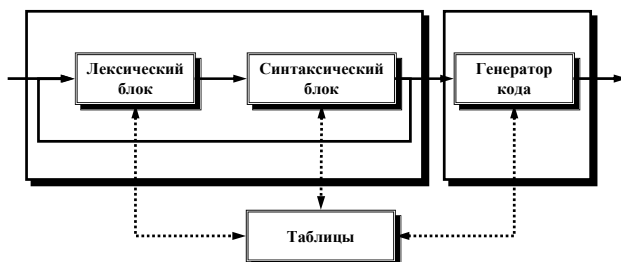 Лексический
блок
Синтаксический
блок
Генератор
кода
Таблицы